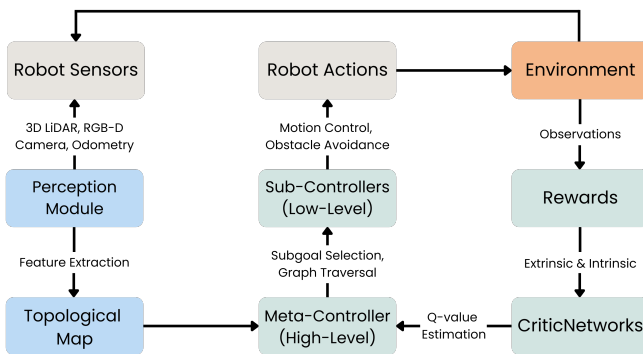 Robot Sensors
Robot Actions
Environment
3D LiDAR, RGB-D
Camera, Odometry
Motion Control,
Obstacle Avoidance
Observations
Perception
Module
Sub-Controllers
(Low-Level)
Rewards
Feature Extraction
Subgoal Selection,
Graph Traversal
Extrinsic & Intrinsic
Topological
Map
Meta-Controller
(High-Level)
Q-value
Estimation
CriticNetworks